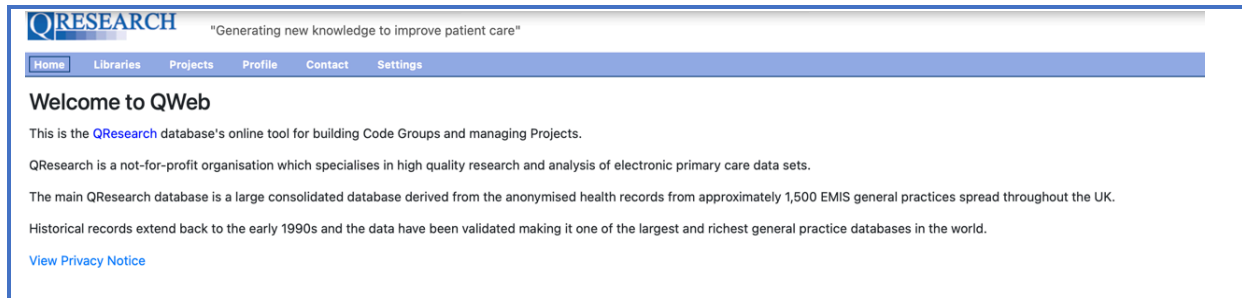 QRESEARCH "Generating new knowledge to improve patient care"
Home Libraries Projects Profile Contact Settings
Welcome to QWeb
This is the QResearch database's online tool for building Code Groups and managing Projects.
QResearch is a not-for-profit organisation which specialises in high quality research and analysis of electronic primary care data sets.
The main QResearch database is a large consolidated database derived from the anonymised health records from approximately 1,500 EMIS general practices spread throughout the UK.
Historical records extend back to the early 1990s and the data have been validated making it one of the largest and richest general practice databases in the world.
View Privacy Notice